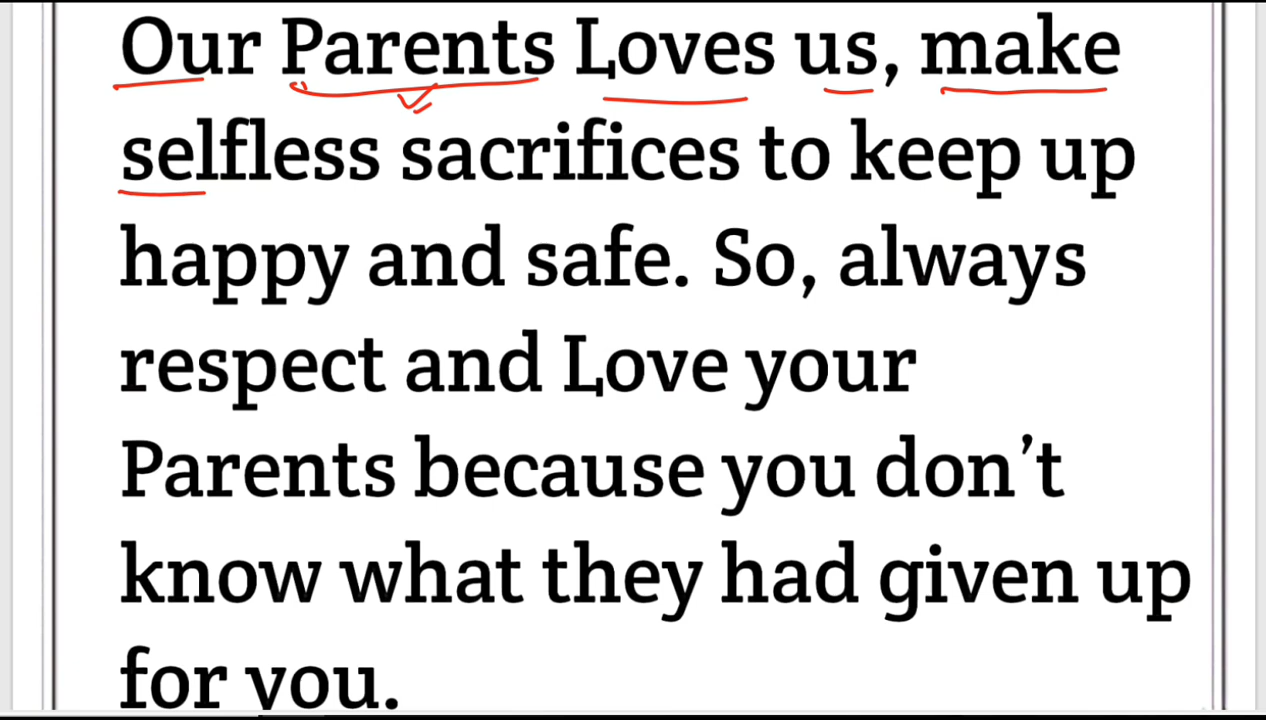 Our Parents Loves us, make
selfless sacrifices to keep up
happy and safe. So, always
respect and Love your
Parents because you don’t
know what they had given up
for you.